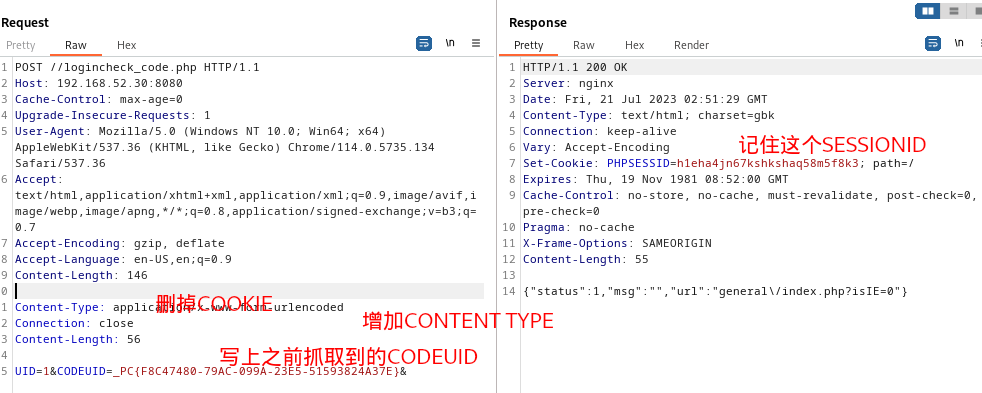 Request
Pretty Raw Hex \n
1 POST //logincheck_code.php HTTP/1.1
2 Host: 192.168.52.30:8080
3 Cache-Control: max-age=0
4 Upgrade-Insecure-Requests: 1
5 User-Agent: Mozilla/5.0 (Windows NT 10.0; Win64; x64)
AppleWebKit/537.36 (KHTML, like Gecko) Chrome/114.0.5735.134
Safari/537.36
6 Accept:
text/html,application/xhtml+xml,application/xml;q=0.9,image/avif,i
mage/webp,image/apng,*/*;q=0.8,application/signed-exchange;v=b3;q=
0.7
7 Accept-Encoding: gzip, deflate
8 Accept-Language: en-US,en;q=0.9
9 Content-Length: 146
0
删掉COOKIE
1 Content-Type: application/x-www-form-urlencoded
增加CONTENT TYPE
2 Connection: close
3 Content-Length: 56
4
写上之前抓取到的CODEUID
5 UID=1&CODEUID=_PC{F8C47480-79AC-099A-23E5-51593824A37E}&
Response
Pretty Raw Hex Render \n
1 HTTP/1.1 200 OK
2 Server: nginx
3 Date: Fri, 21 Jul 2023 02:51:29 GMT
4 Content-Type: text/html; charset=gbk
5 Connection: keep-alive
6 Vary: Accept-Encoding
记住这个SESSIONID
7 Set-Cookie: PHPSESSID=h1eha4jn67kshkshaq58m5f8k3; path=/
8 Expires: Thu, 19 Nov 1981 08:52:00 GMT
9 Cache-Control: no-store, no-cache, must-revalidate, post-check=0,
pre-check=0
10 Pragma: no-cache
11 X-Frame-Options: SAMEORIGIN
12 Content-Length: 55
13
14 {"status":1,"msg":"","url":"general\/index.php?isIE=0"}